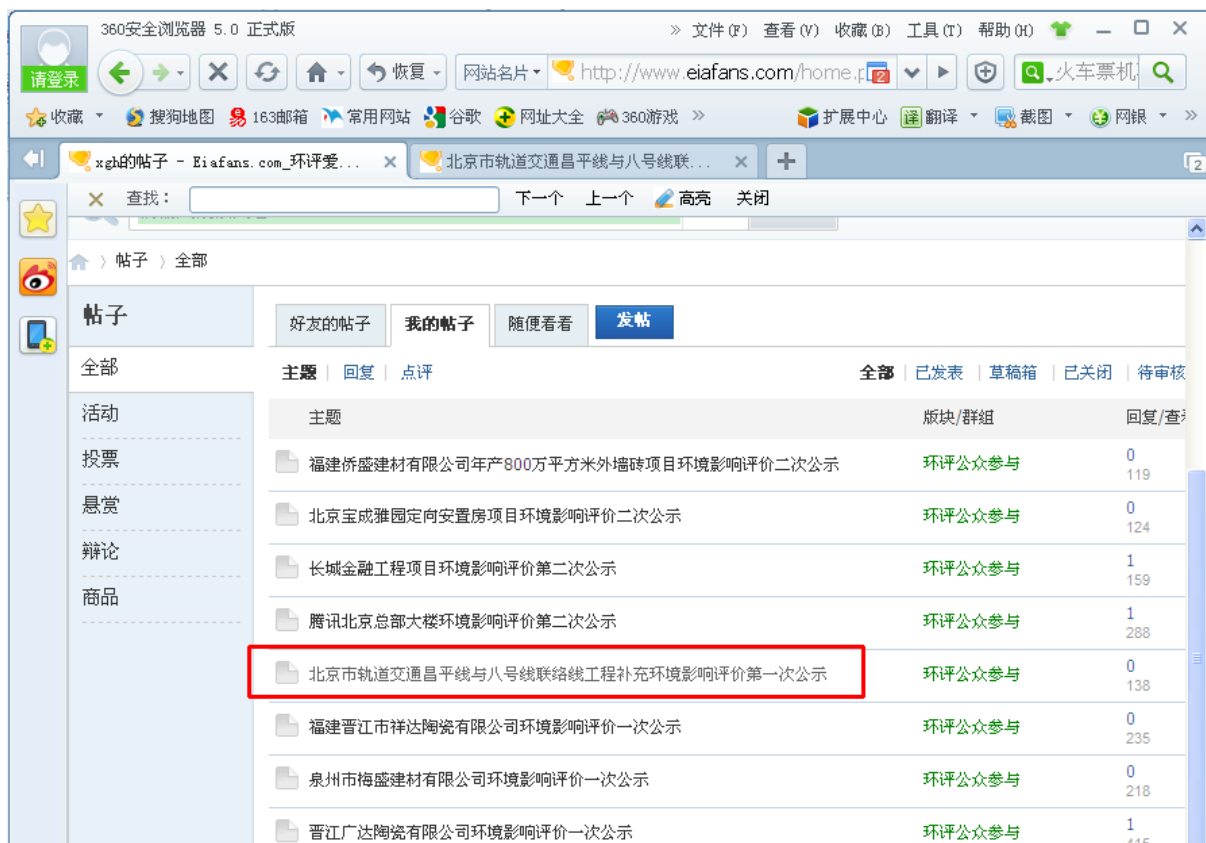 360安全浏览器 5.0 正式版 » 文件(F) 查看(V) 收藏(B) 工具(T) 帮助(H)
请登录 恢复 网站名片 http://www.eiafans.com/home.p 2 火车票机
收藏 搜狗地图 163邮箱 常用网站 谷歌 网址大全 360游戏 » 扩展中心 译 翻译 截图 网银 »
xgh的帖子 - Eiafans.com_环评爱... 北京市轨道交通昌平线与八号线联... 2
查找: 下一个 上一个 高亮 关闭
〉帖子 〉全部
帖子 好友的帖子 我的帖子 随便看看 发帖
全部 主题 回复 点评 全部 已发表 草稿箱 已关闭 待审核
活动 主题 版块/群组 回复/查看
投票 福建侨盛建材有限公司年产800万平方米外墙砖项目环境影响评价二次公示 环评公众参与 0
119
悬赏 北京宝成雅园定向安置房项目环境影响评价二次公示 环评公众参与 0
124
辩论 长城金融工程项目环境影响评价第二次公示 环评公众参与 1
159
商品
腾讯北京总部大楼环境影响评价第二次公示 环评公众参与 1
288
北京市轨道交通昌平线与八号线联络线工程补充环境影响评价第一次公示 环评公众参与 0
138
福建晋江市祥达陶瓷有限公司环境影响评价一次公示 环评公众参与 0
235
泉州市梅盛建材有限公司环境影响评价一次公示 环评公众参与 0
218
晋江广达陶瓷有限公司环境影响评价一次公示 环评公众参与 1